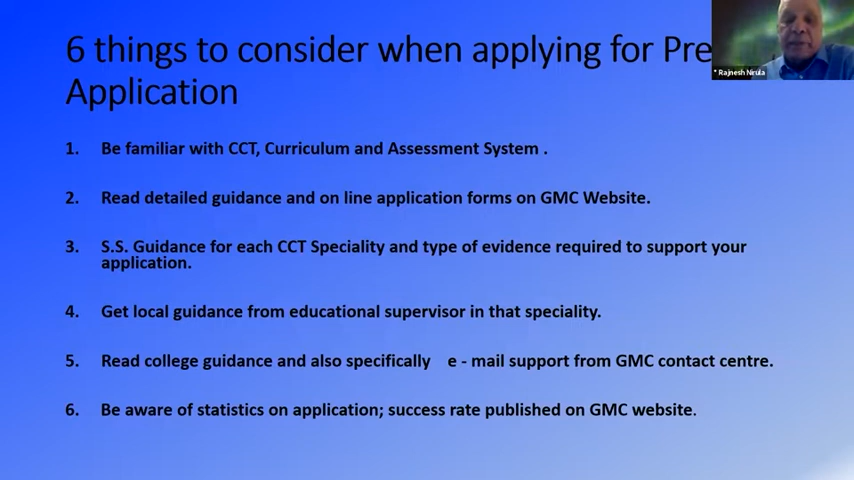 6 things to consider when applying for Pre
Application
* Rajnesh Nirula
1. Be familiar with CCT, Curriculum and Assessment System .
2. Read detailed guidance and on line application forms on GMC Website.
3. S.S. Guidance for each CCT Speciality and type of evidence required to support your
application.
4. Get local guidance from educational supervisor in that speciality.
5. Read college guidance and also specifically e - mail support from GMC contact centre.
6. Be aware of statistics on application; success rate published on GMC website.